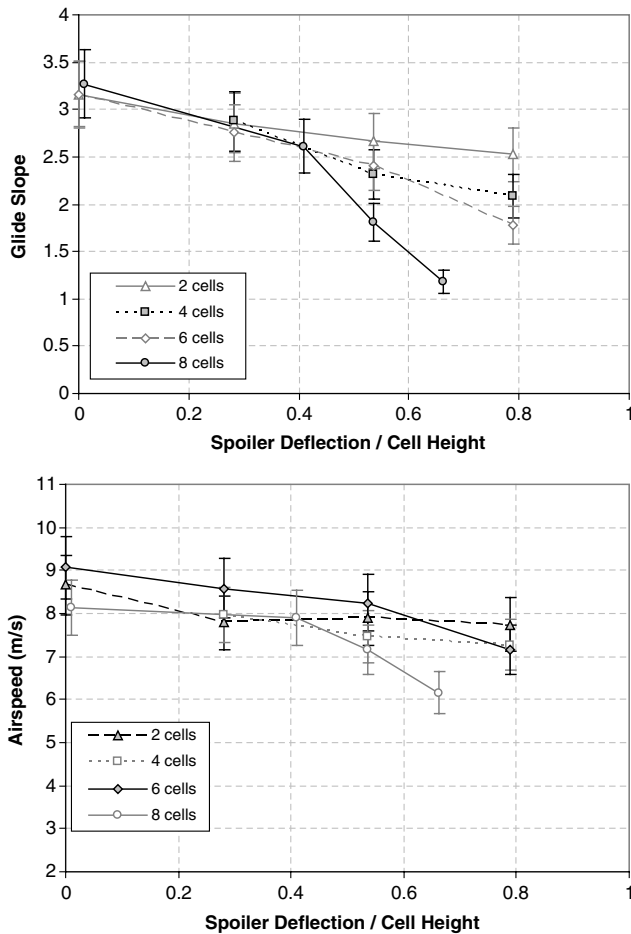 4
3.5
3
2.5
2
1.5
1
0.5
0
Glide Slope
2 cells
4 cells
6 cells
8 cells
0 0.2 0.4 0.6 0.8 1
Spoiler Deflection / Cell Height
11
10
9
8
7
6
5
4
3
2
Airspeed (m/s)
2 cells
4 cells
6 cells
8 cells
0 0.2 0.4 0.6 0.8 1
Spoiler Deflection / Cell Height